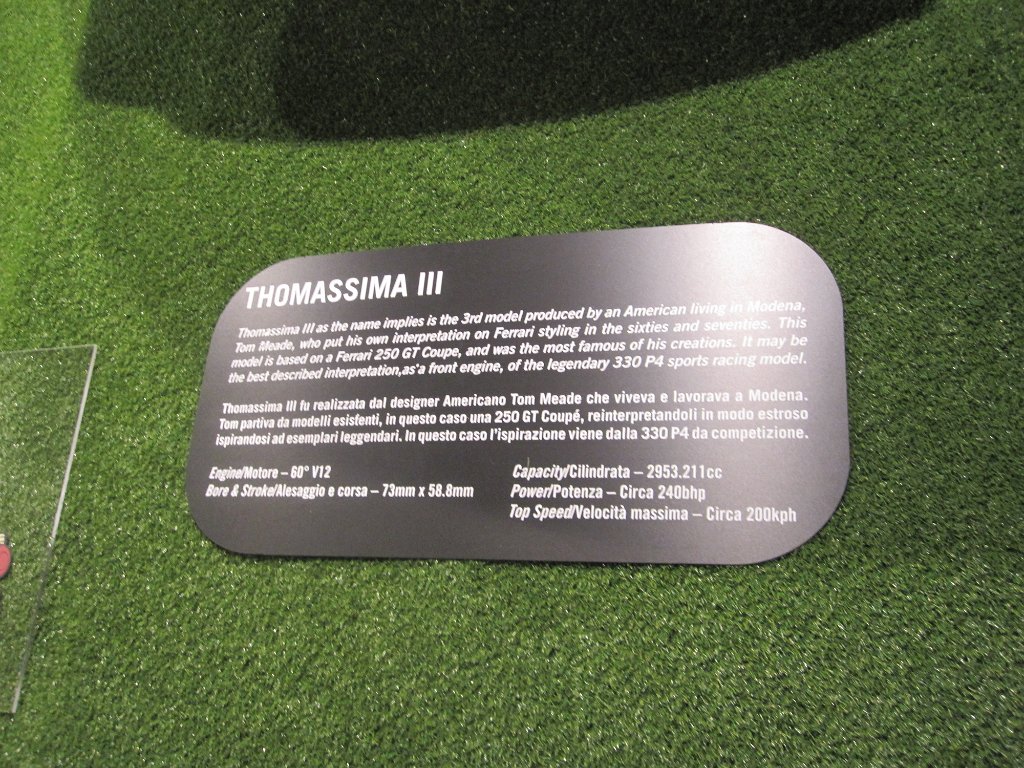 THOMASSIMA III
Thomassima III as the name implies is the 3rd model produced by an American living in Modena,
Tom Meade, who put his own interpretation on Ferrari styling in the sixties and seventies. This
model is based on a Ferrari 250 GT Coupe, and was the most famous of his creations. It may be
the best described interpretation,as'a front engine, of the legendary 330 P4 sports racing model.
Thomassima III fu realizzata dal designer Americano Tom Meade che viveva e lavorava a Modena.
Tom partiva da modelli esisfenti, in questo caso una 250 GT Coupé, reinterpretandoli in modo estroso
ispirandosi ad esemplari leggendari. In questo caso l'ispirazione viene dalla 330 P4 da competizione.
Engine/Motore – 60° V12
Bore & Stroke/Alesaggio e corsa – 73mm x 58.8mm
Capacity/Cilindrata – 2953.211cc
Power/Potenza – Circa 240bhp
Top Speed/Velocità massima – Circa 200kph